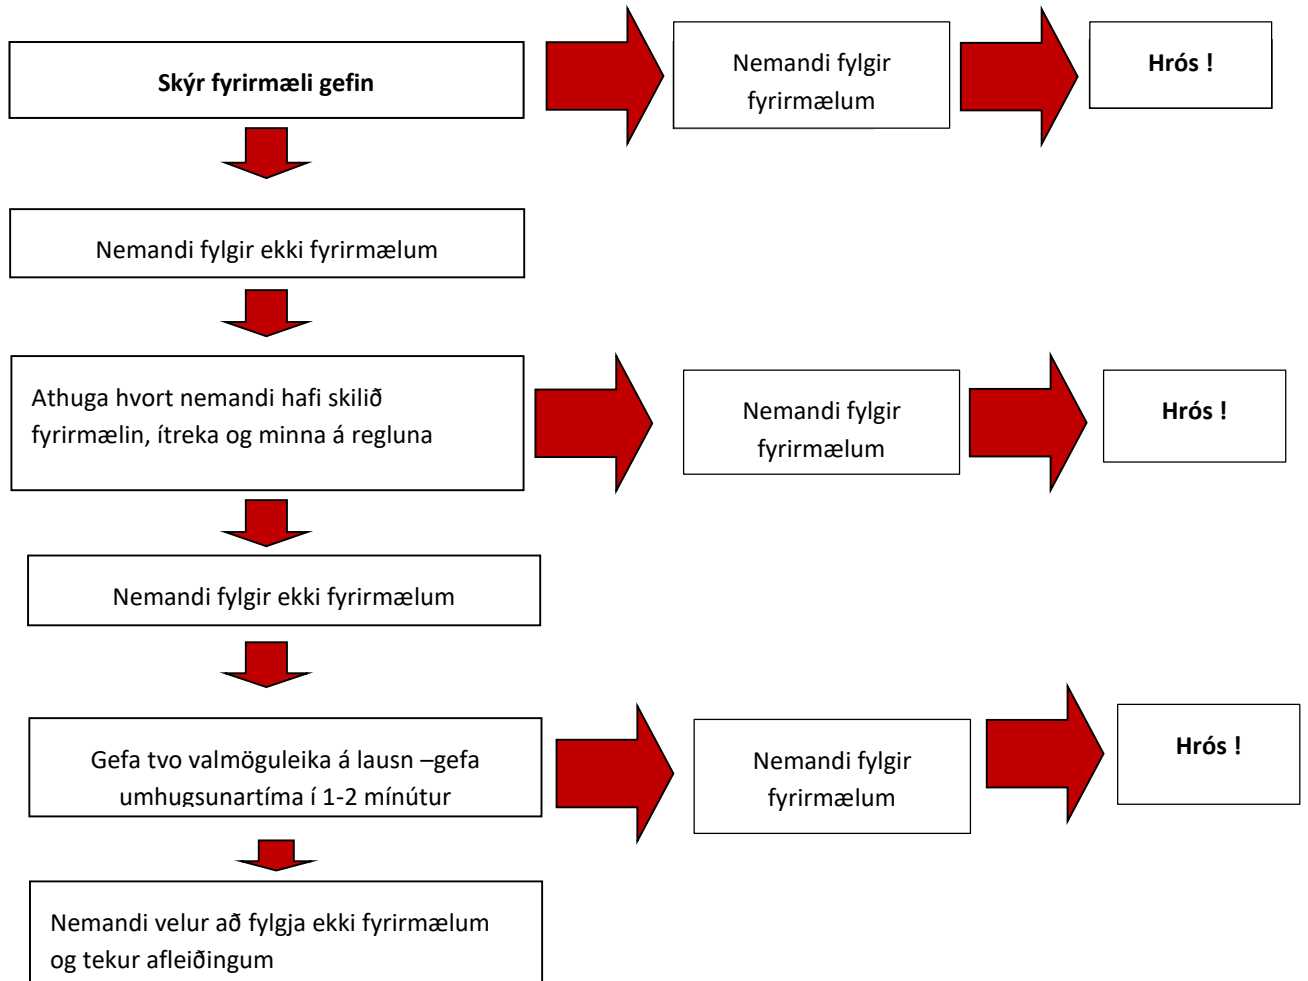 Skýr fyrirmæli gefin
Nemandi fylgir
fyrirmælum
Hrós !
Nemandi fylgir ekki fyrirmælum
Athuga hvort nemandi hafi skilið
fyrirmælin, ítreka og minna á regluna
Nemandi fylgir
fyrirmælum
Hrós !
Nemandi fylgir ekki fyrirmælum
Gefa tvo valmöguleika á lausn –gefa
umhugsunartíma í 1-2 mínútur
Nemandi fylgir
fyrirmælum
Hrós !
Nemandi velur að fylgja ekki fyrirmælum
og tekur afleiðingum